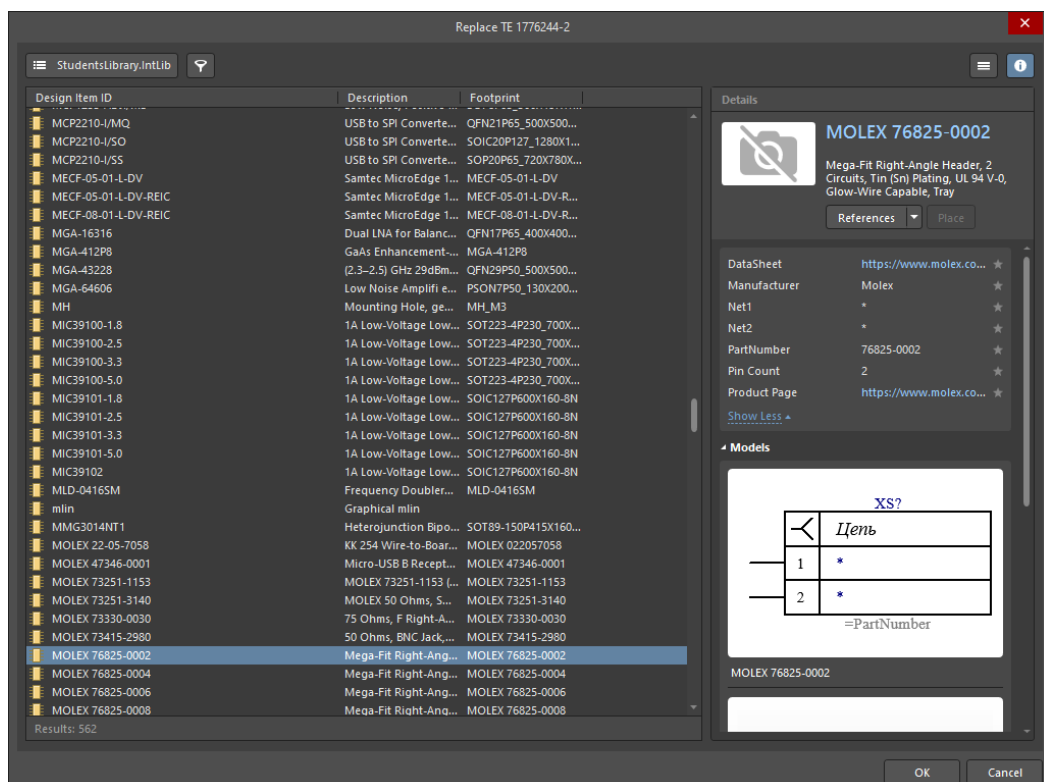 Replace TE 1776244-2
StudentsLibrary.IntLib
Design Item ID Description Footprint
MCP2210-I/MQ USB to SPI Converte... QFN21P65_500X500...
MCP2210-I/SO USB to SPI Converte... SOIC20P127_1280X1...
MCP2210-I/SS USB to SPI Converte... SOP20P65_720X780X...
MECF-05-01-L-DV Samtec MicroEdge 1... MECF-05-01-L-DV
MECF-05-01-L-DV-REIC Samtec MicroEdge 1... MECF-05-01-L-DV-R...
MECF-08-01-L-DV-REIC Samtec MicroEdge 1... MECF-08-01-L-DV-R...
MGA-16316 Dual LNA for Balanc... QFN17P65_400X400...
MGA-412P8 GaAs Enhancement-... MGA-412P8
MGA-43228 (2.3–2.5) GHz 29dBm... QFN29P50_500X500...
MGA-64606 Low Noise Amplifi e... PSON7P50_130X200...
MH Mounting Hole, ge... MH_M3
MIC39100-1.8 1A Low-Voltage Low... SOT223-4P230_700X...
MIC39100-2.5 1A Low-Voltage Low... SOT223-4P230_700X...
MIC39100-3.3 1A Low-Voltage Low... SOT223-4P230_700X...
MIC39100-5.0 1A Low-Voltage Low... SOT223-4P230_700X...
MIC39101-1.8 1A Low-Voltage Low... SOIC127P600X160-8N
MIC39101-2.5 1A Low-Voltage Low... SOIC127P600X160-8N
MIC39101-3.3 1A Low-Voltage Low... SOIC127P600X160-8N
MIC39101-5.0 1A Low-Voltage Low... SOIC127P600X160-8N
MIC39102 1A Low-Voltage Low... SOIC127P600X160-8N
MLD-0416SM Frequency Doubler... MLD-0416SM
mlin Graphical mlin
MMG3014NT1 Heterojunction Bipo... SOT89-150P415X160...
MOLEX 22-05-7058 KK 254 Wire-to-Boar... MOLEX 022057058
MOLEX 47346-0001 Micro-USB B Recept... MOLEX 47346-0001
MOLEX 73251-1153 MOLEX 73251-1153 (... MOLEX 73251-1153
MOLEX 73251-3140 MOLEX 50 Ohms, S... MOLEX 73251-3140
MOLEX 73330-0030 75 Ohms, F Right-A... MOLEX 73330-0030
MOLEX 73415-2980 50 Ohms, BNC Jack,... MOLEX 73415-2980
MOLEX 76825-0002 Mega-Fit Right-Ang... MOLEX 76825-0002
MOLEX 76825-0004 Mega-Fit Right-Ang... MOLEX 76825-0004
MOLEX 76825-0006 Mega-Fit Right-Ang... MOLEX 76825-0006
MOLEX 76825-0008 Mega-Fit Right-Ang... MOLEX 76825-0008
Results: 562
Details
MOLEX 76825-0002
Mega-Fit Right-Angle Header, 2
Circuits, Tin (Sn) Plating, UL 94 V-0,
Glow-Wire Capable, Tray
References Place
DataSheet https://www.molex.co...
Manufacturer Molex
Net1 *
Net2 *
PartNumber 76825-0002
Pin Count 2
Product Page https://www.molex.co...
Show Less
Models
XS?
Цепь
1 *
2 *
=PartNumber
MOLEX 76825-0002
OK Cancel